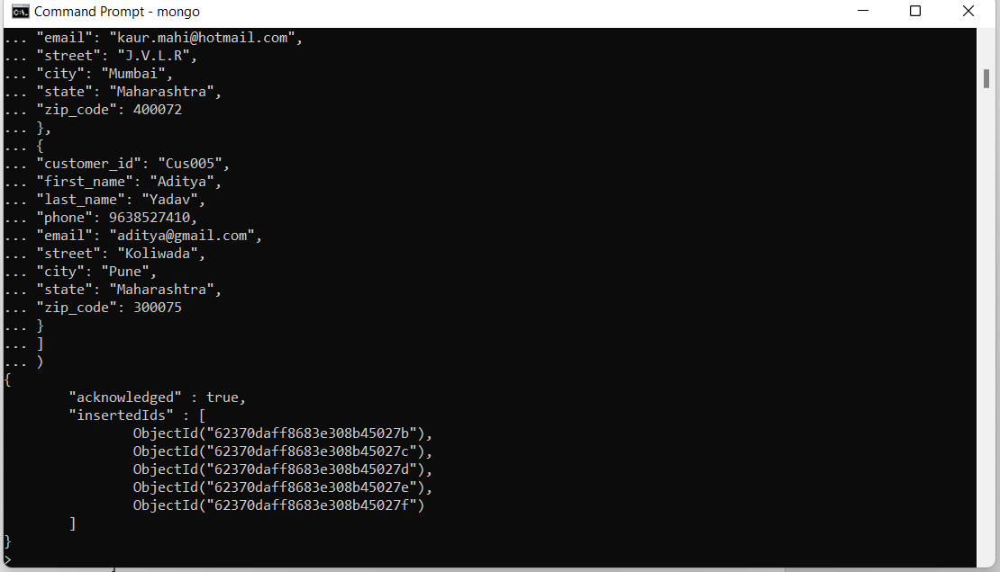 Command Prompt - mongo
... "email": "kaur.mahi@hotmail.com",
... "street": "J.V.L.R",
... "city": "Mumbai",
... "state": "Maharashtra",
... "zip_code": 400072
... },
... {
... "customer_id": "Cus005",
... "first_name": "Aditya",
... "last_name": "Yadav",
... "phone": 9638527410,
... "email": "aditya@gmail.com",
... "street": "Koliwada",
... "city": "Pune",
... "state": "Maharashtra",
... "zip_code": 300075
... }
... ]
... )
{
        "acknowledged" : true,
        "insertedIds" : [
                ObjectId("62370daff8683e308b45027b"),
                ObjectId("62370daff8683e308b45027c"),
                ObjectId("62370daff8683e308b45027d"),
                ObjectId("62370daff8683e308b45027e"),
                ObjectId("62370daff8683e308b45027f")
        ]
}
>